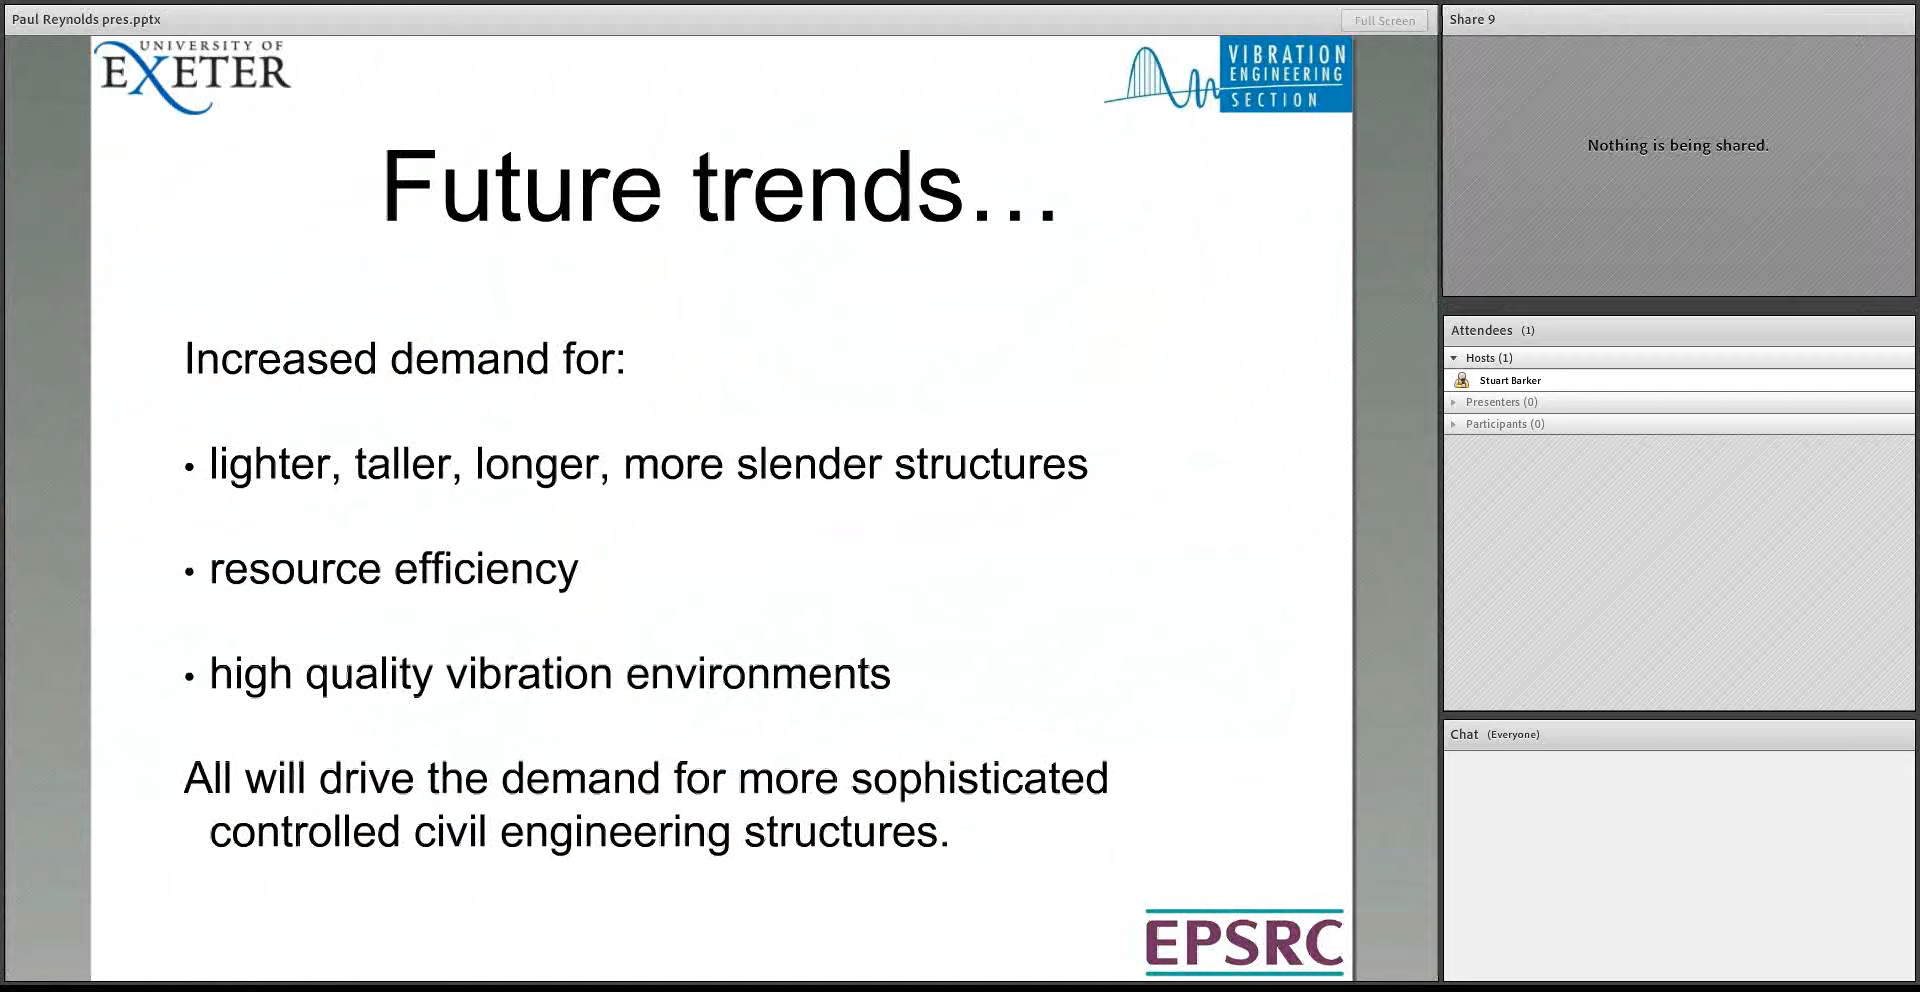 Paul Reynolds pres.pptx
Full Screen
UNIVERSITY OF
EXETER
VIBRATION
ENGINEERING
SECTION
Future trends…
Increased demand for:
• lighter, taller, longer, more slender structures
• resource efficiency
• high quality vibration environments
All will drive the demand for more sophisticated
controlled civil engineering structures.
EPSRC
Share 9
Nothing is being shared.
Attendees (1)
Hosts (1)
Stuart Barker
Presenters (0)
Participants (0)
Chat (Everyone)